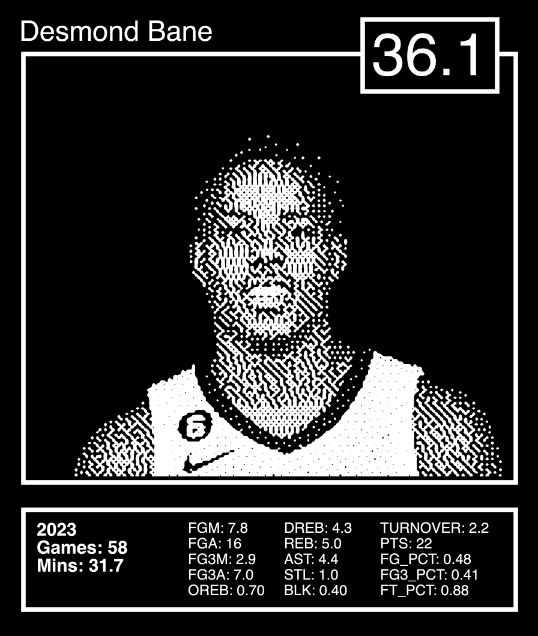 Desmond Bane
36.1
6
2023
Games: 58
Mins: 31.7
FGM: 7.8
FGA: 16
FG3M: 2.9
FG3A: 7.0
OREB: 0.70
DREB: 4.3
REB: 5.0
AST: 4.4
STL: 1.0
BLK: 0.40
TURNOVER: 2.2
PTS: 22
FG_PCT: 0.48
FG3_PCT: 0.41
FT_PCT: 0.88